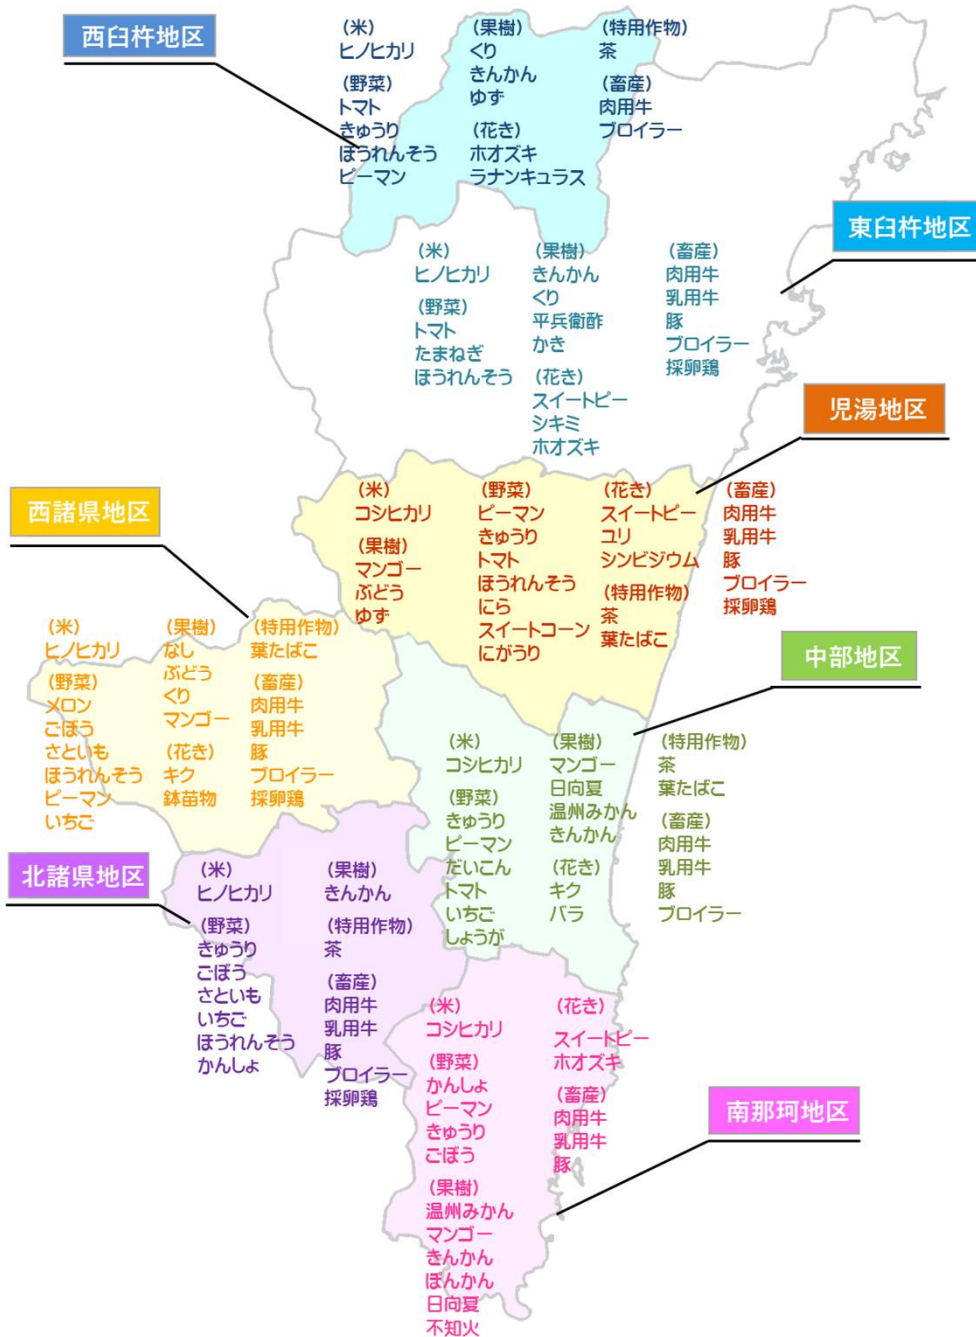 西臼杵地区
(米)
ヒノヒカリ
(野菜)
トマト
きゅうり
ほうれんそう
ピーマン
(果樹)
くり
きんかん
ゆず
(花き)
ホオズキ
ラナンキュラス
(特用作物)
茶
(畜産)
肉用牛
ブロイラー
東臼杵地区
(米)
ヒノヒカリ
(野菜)
トマト
たまねぎ
ほうれんそう
(果樹)
きんかん
くり
平兵衛酢
かき
(花き)
スイートピー
シキミ
ホオズキ
(畜産)
肉用牛
乳用牛
豚
ブロイラー
採卵鶏
児湯地区
(米)
コシヒカリ
(果樹)
マンゴー
ぶどう
ゆず
(野菜)
ピーマン
きゅうり
トマト
ほうれんそう
にら
スイートコーン
にがうり
(花き)
スイートピー
ユリ
シンビジウム
(特用作物)
茶
葉たばこ
(畜産)
肉用牛
乳用牛
豚
ブロイラー
採卵鶏
西諸県地区
(米)
ヒノヒカリ
(野菜)
メロン
ごぼう
さといも
ほうれんそう
ピーマン
いちご
(果樹)
なし
ぶどう
くり
マンゴー
(花き)
キク
鉢苗物
(特用作物)
葉たばこ
(畜産)
肉用牛
乳用牛
豚
ブロイラー
採卵鶏
中部地区
(米)
コシヒカリ
(野菜)
きゅうり
ピーマン
だいこん
トマト
いちご
しょうが
(果樹)
マンゴー
日向夏
温州みかん
きんかん
(花き)
キク
バラ
(特用作物)
茶
葉たばこ
(畜産)
肉用牛
乳用牛
豚
ブロイラー
北諸県地区
(米)
ヒノヒカリ
(野菜)
きゅうり
ごぼう
さといも
いちご
ほうれんそう
かんしょ
(果樹)
きんかん
(特用作物)
茶
(畜産)
肉用牛
乳用牛
豚
ブロイラー
採卵鶏
南那珂地区
(米)
コシヒカリ
(野菜)
かんしょ
ピーマン
きゅうり
ごぼう
(果樹)
温州みかん
マンゴー
きんかん
ぽんかん
日向夏
不知火
(花き)
スイートピー
ホオズキ
(畜産)
肉用牛
乳用牛
豚